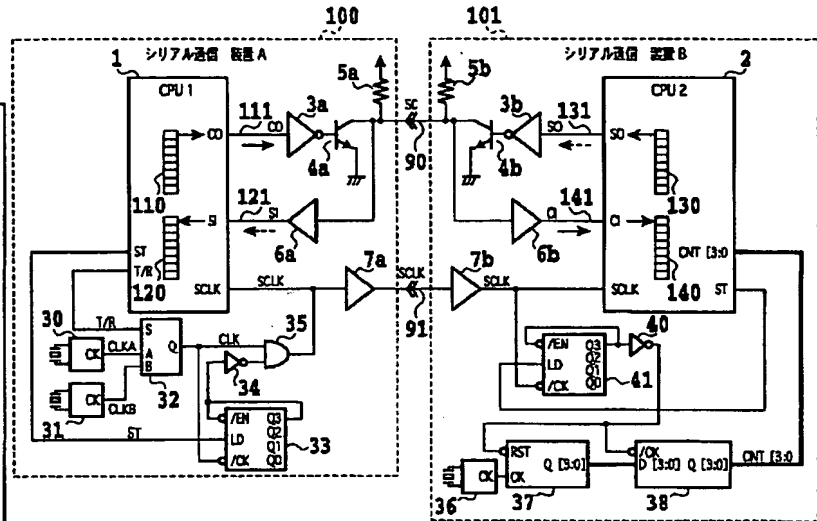 100
101
シリアル通信 装置A
シリアル通信 装置B
1
CPU 1
5a
5b
2
CPU 2
111
CO
CO
3a
4a
SC
90
3b
4b
SO
131
SO
110
130
121
SI
SI
6a
141
CI
CI
6b
120
140
ST
T/R
SCLK
SCLK
7a
SCLK
91
7b
SCLK
SCLK
CNT [3:0
ST
30
T/R
CK
CLKA
S
A
B
Q
32
CLK
35
34
31
CK
CLKB
ST
/EN
LD
/CK
Q3
Q2
Q1
Q0
33
/EN
LD
/CK
Q3
Q2
Q1
Q0
41
40
36
CK
RST
CK
Q [3:0]
37
/CK
D [3:0]
Q [3:0]
38
CNT [3:0